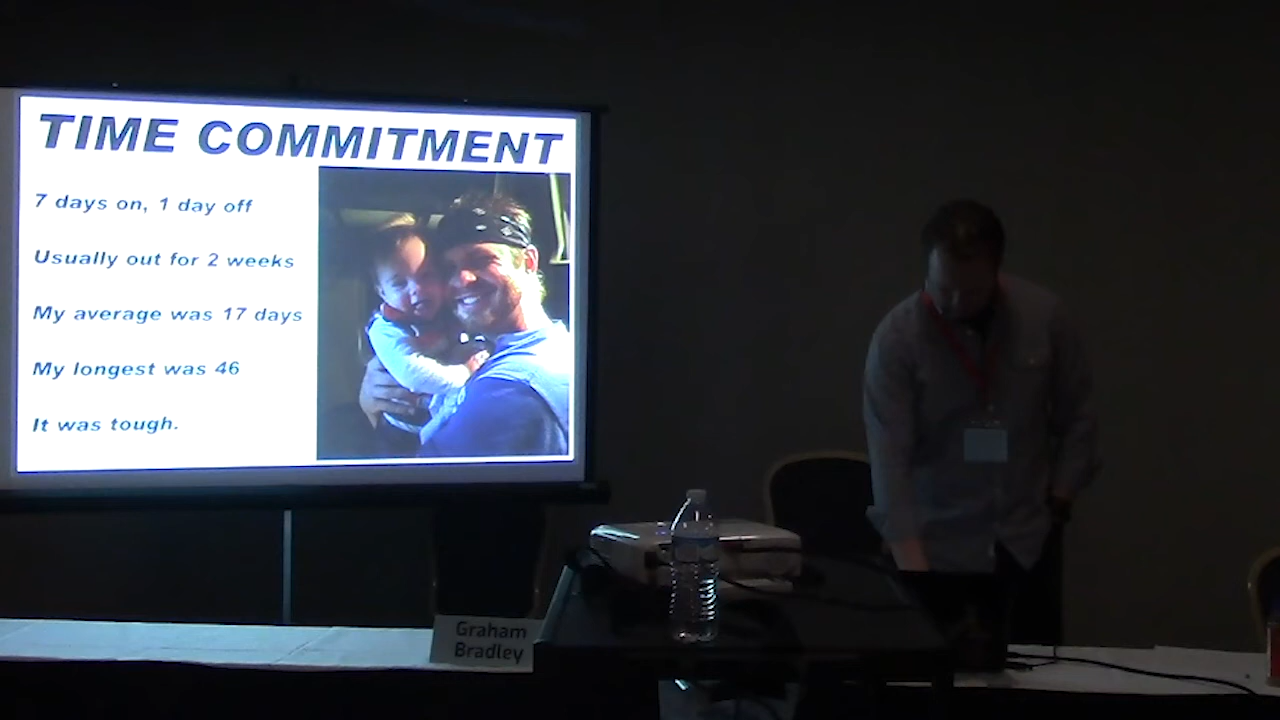 TIME COMMITMENT
7 days on, 1 day off
Usually out for 2 weeks
My average was 17 days
My longest was 46
It was tough.
Graham
Bradley